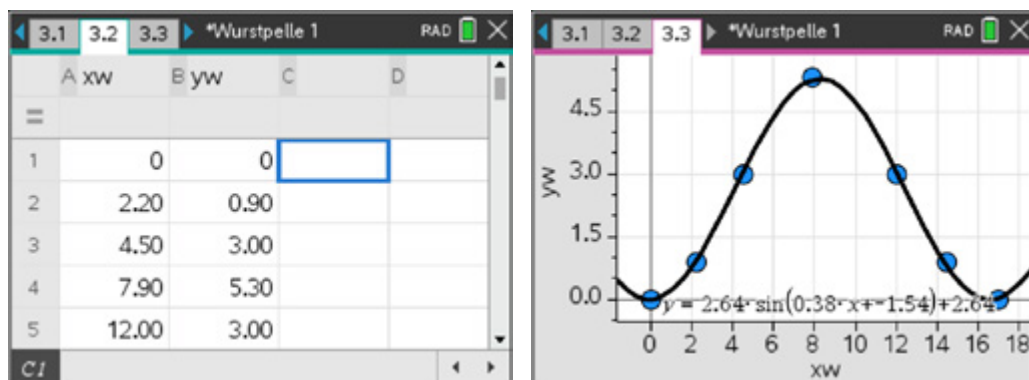 3.1 3.2 3.3 *Wurstpelle 1 RAD
A xw B yw C D
=
1 0 0
2 2.20 0.90
3 4.50 3.00
4 7.90 5.30
5 12.00 3.00
C1
3.1 3.2 3.3 *Wurstpelle 1 RAD
4.5
3.0
yw
1.5
0.0
y = 2.64·sin(0.38·x+-1.54)+2.64
0 2 4 6 8 10 12 14 16 18
xw